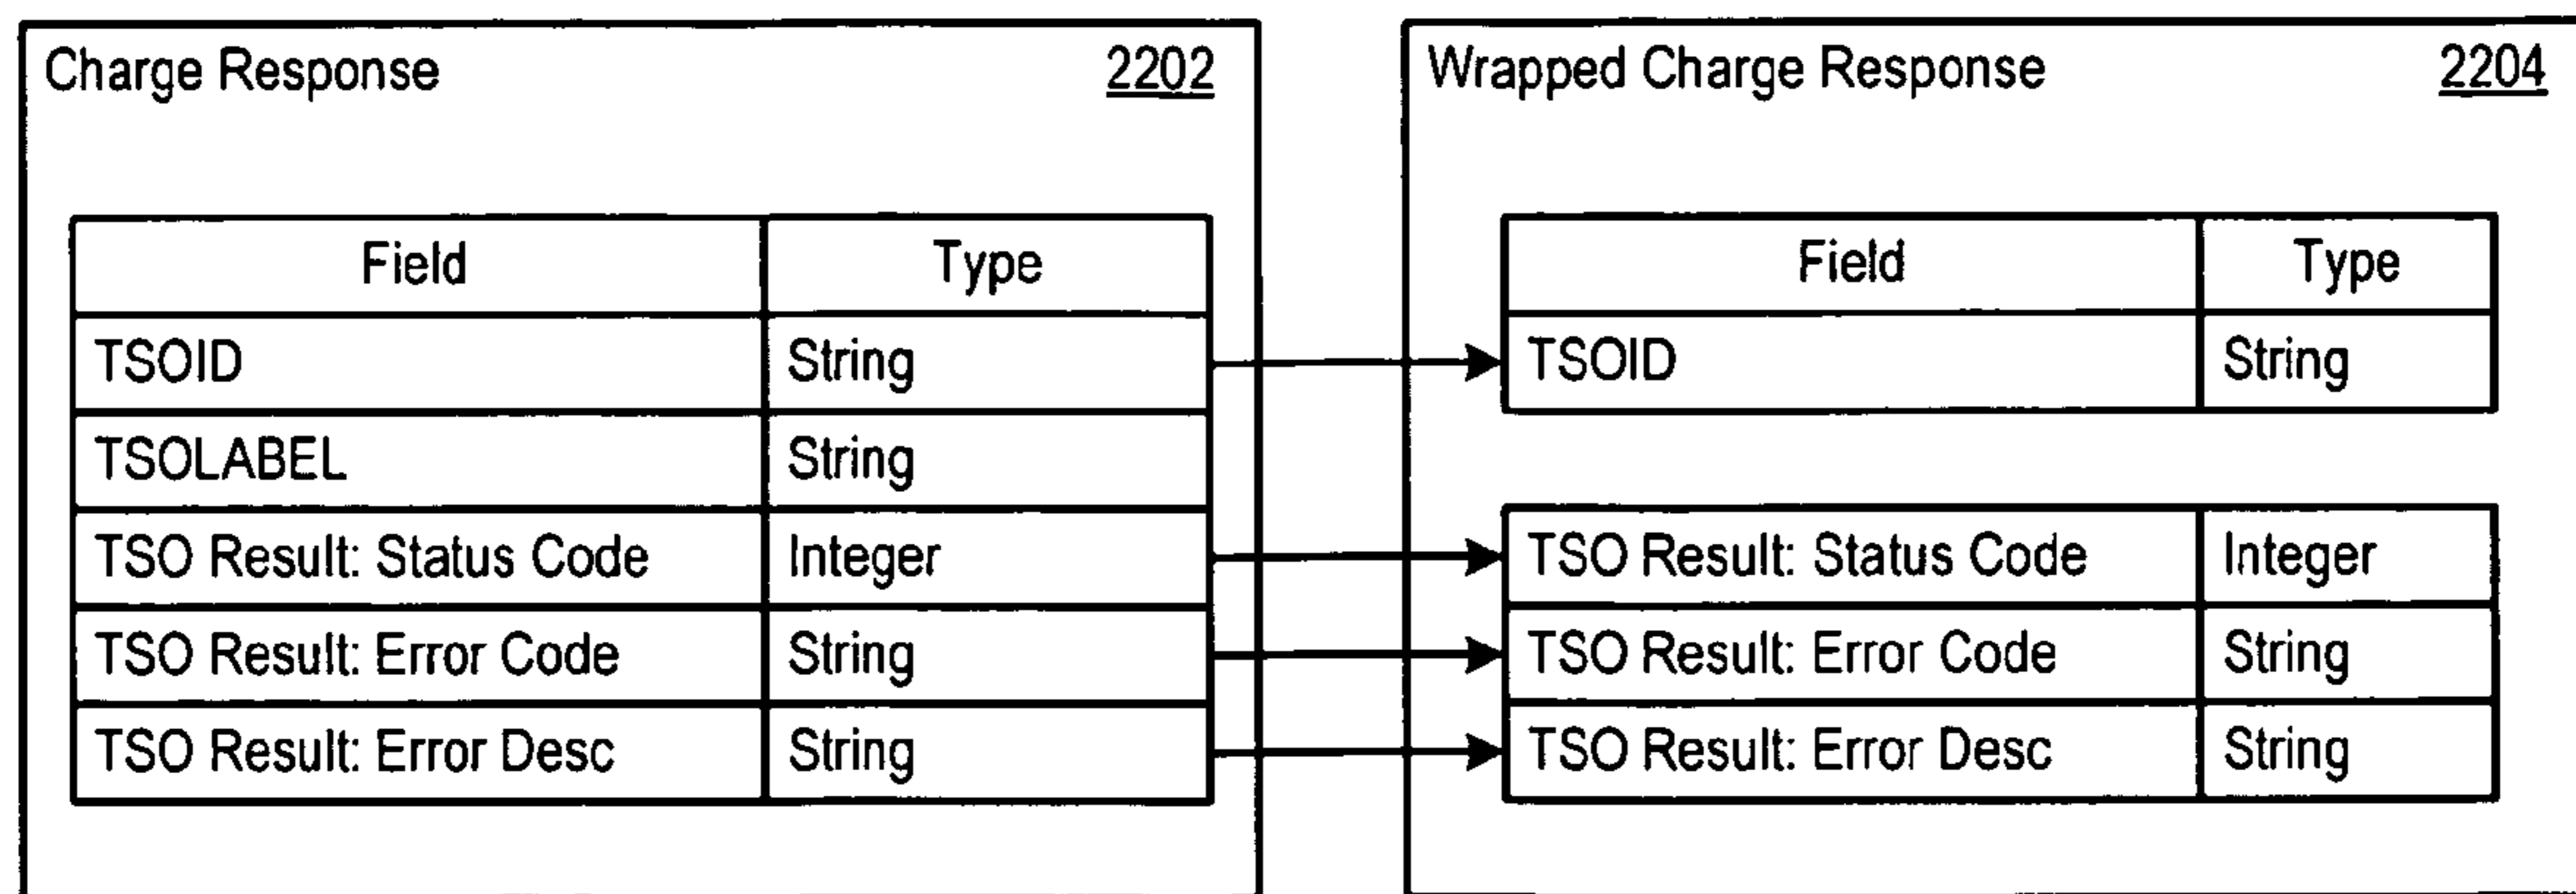 Charge Response 2202
Field Type
TSOID String
TSOLABEL String
TSO Result: Status Code Integer
TSO Result: Error Code String
TSO Result: Error Desc String
Wrapped Charge Response 2204
Field Type
TSOID String
TSO Result: Status Code Integer
TSO Result: Error Code String
TSO Result: Error Desc String